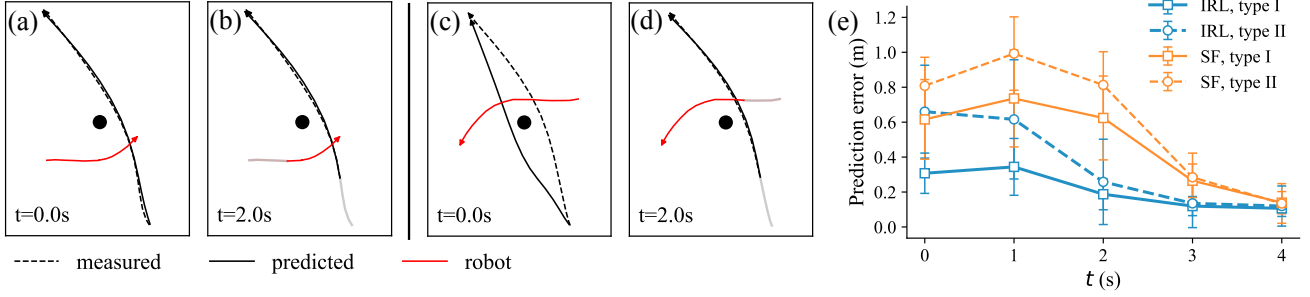 (a)
t=0.0s
(b)
t=2.0s
(c)
t=0.0s
(d)
t=2.0s
measured
predicted
robot
(e)
IRL, type I
IRL, type II
SF, type I
SF, type II
Prediction error (m)
1.2
1.0
0.8
0.6
0.4
0.2
0.0
0 1 2 3 4
t (s)